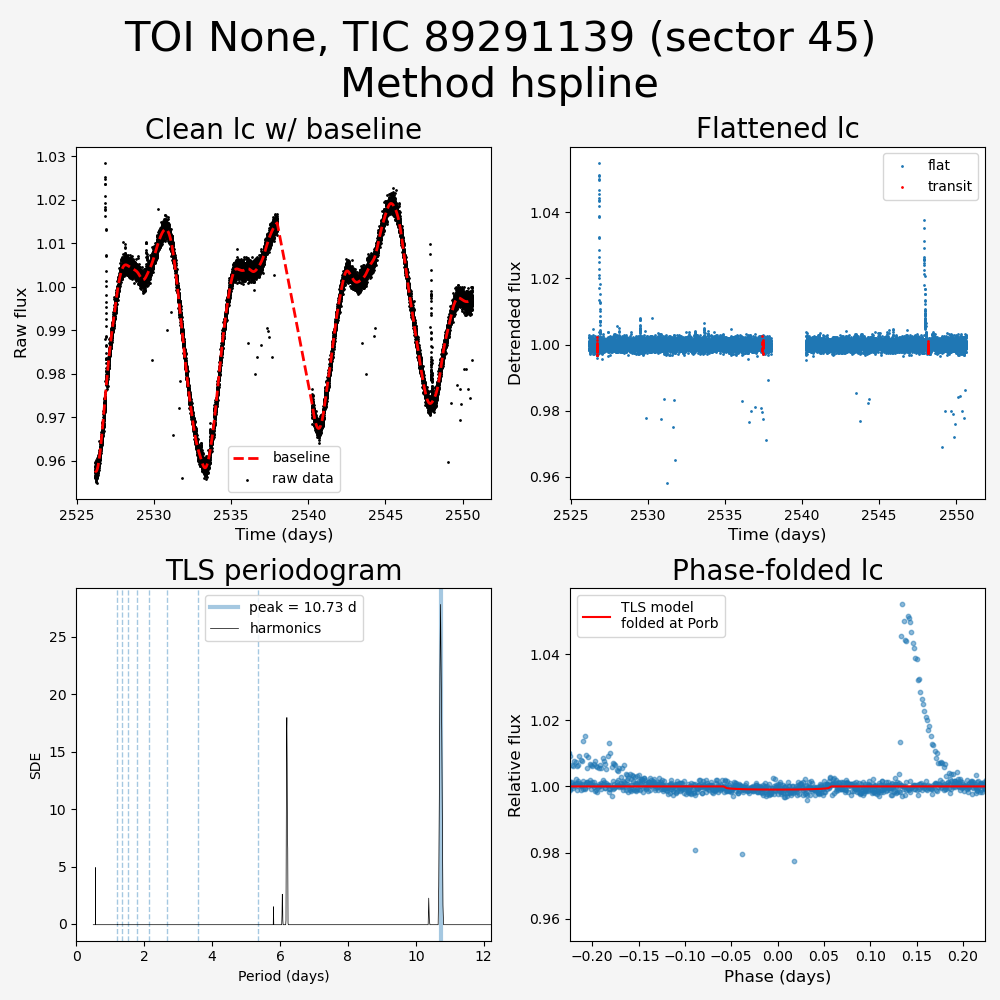 TOI None, TIC 89291139 (sector 45)
Method hspline
Clean lc w/ baseline
Raw flux
1.03
1.02
1.01
1.00
0.99
0.98
0.97
0.96
baseline
raw data
2525
2530
2535
2540
2545
2550
Time (days)
Flattened lc
Detrended flux
1.04
1.02
1.00
0.98
0.96
flat
transit
2525
2530
2535
2540
2545
2550
Time (days)
TLS periodogram
SDE
25
20
15
10
5
0
peak = 10.73 d
harmonics
0
2
4
6
8
10
12
Period (days)
Phase-folded lc
Relative flux
1.04
1.02
1.00
0.98
0.96
TLS model
folded at Porb
−0.20
−0.15
−0.10
−0.05
0.00
0.05
0.10
0.15
0.20
Phase (days)